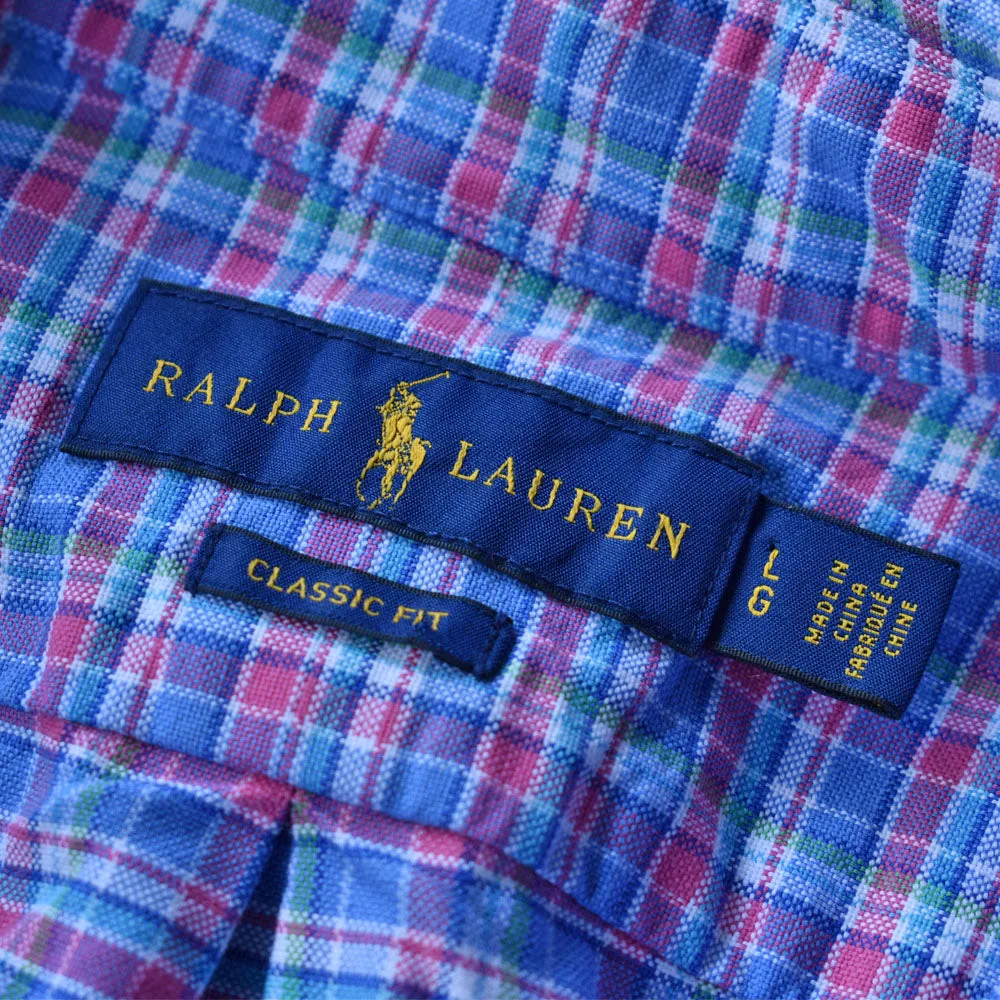 RALPH LAUREN
CLASSIC FIT
L
G
MADE IN
CHINA
FABRIQUÉ EN
CHINE